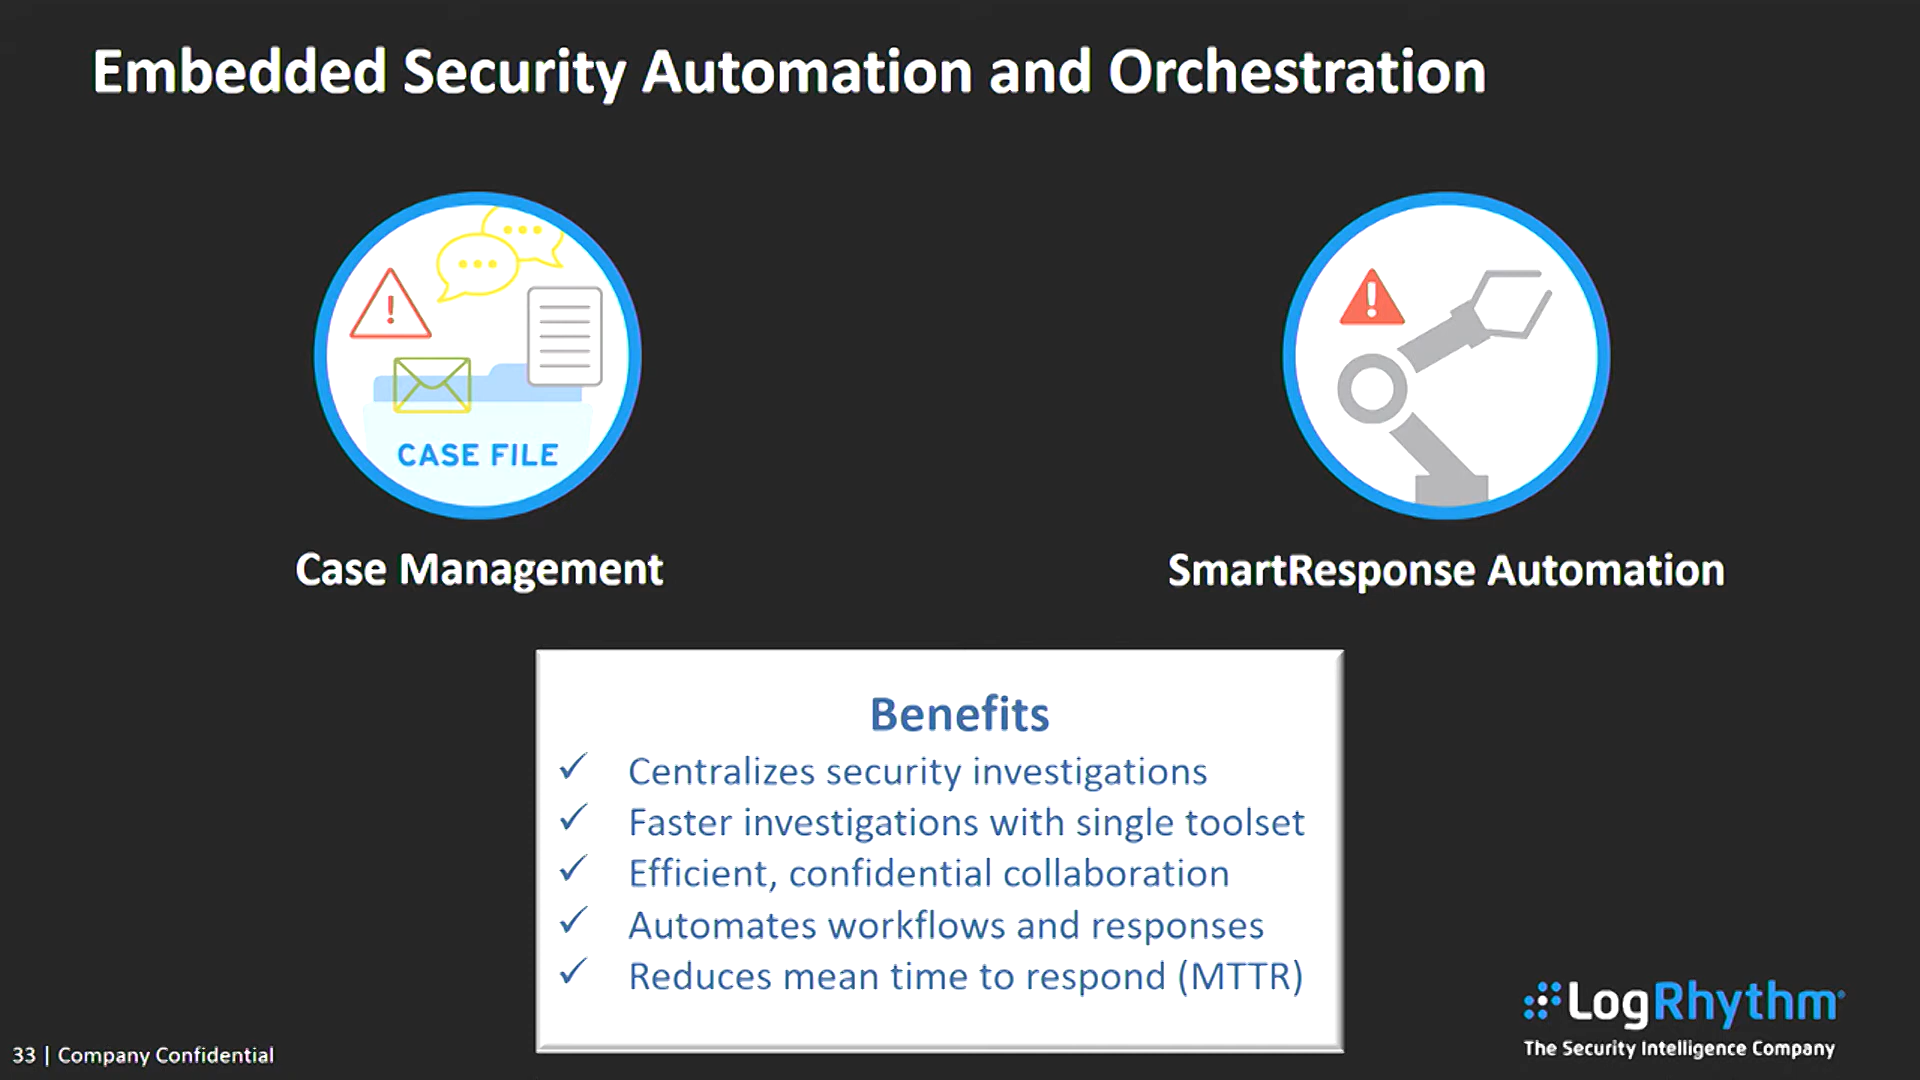 Embedded Security Automation and Orchestration
CASE FILE
Case Management
SmartResponse Automation
Benefits
✓ Centralizes security investigations
✓ Faster investigations with single toolset
✓ Efficient, confidential collaboration
✓ Automates workflows and responses
✓ Reduces mean time to respond (MTTR)
LogRhythm
The Security Intelligence Company
33 | Company Confidential